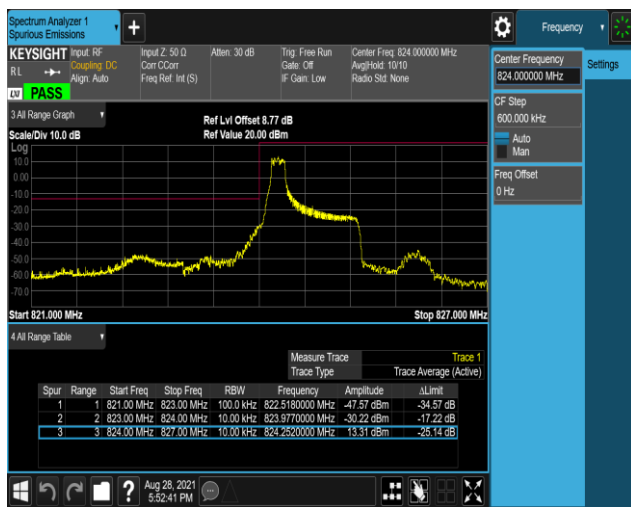 Spectrum Analyzer 1
Spurious Emissions
Frequency
KEYSIGHT Input: RF Input Z: 50 Ω Atten: 30 dB Trig: Free Run Center Freq: 824.000000 MHz
RL Coupling: DC Corr CCorr Gate: Off Avg|Hold: 10/10
Align: Auto Freq Ref: Int (S) IF Gain: Low Radio Std: None
LXI PASS
Center Frequency
824.000000 MHz
Settings
CF Step
600.000 kHz
Auto
Man
Freq Offset
0 Hz
3 All Range Graph
Ref Lvl Offset 8.77 dB
Scale/Div 10.0 dB Ref Value 20.00 dBm
Log
10.0
0.00
-10.0
-20.0
-30.0
-40.0
-50.0
-60.0
-70.0
Start 821.000 MHz Stop 827.000 MHz
4 All Range Table
Measure Trace Trace 1
Trace Type Trace Average (Active)
Spur Range Start Freq Stop Freq RBW Frequency Amplitude ΔLimit
1 1 821.00 MHz 823.00 MHz 100.0 kHz 822.5180000 MHz -47.57 dBm -34.57 dB
2 2 823.00 MHz 824.00 MHz 10.00 kHz 823.9770000 MHz -30.22 dBm -17.22 dB
3 3 824.00 MHz 827.00 MHz 10.00 kHz 824.2520000 MHz 13.31 dBm -25.14 dB
? Aug 28, 2021
5:52:41 PM